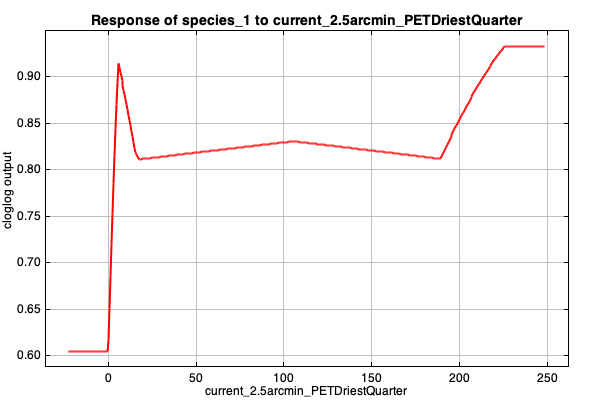 Response of species_1 to current_2.5arcmin_PETDriestQuarter
cloglog output
0.90
0.85
0.80
0.75
0.70
0.65
0.60
0 50 100 150 200 250
current_2.5arcmin_PETDriestQuarter